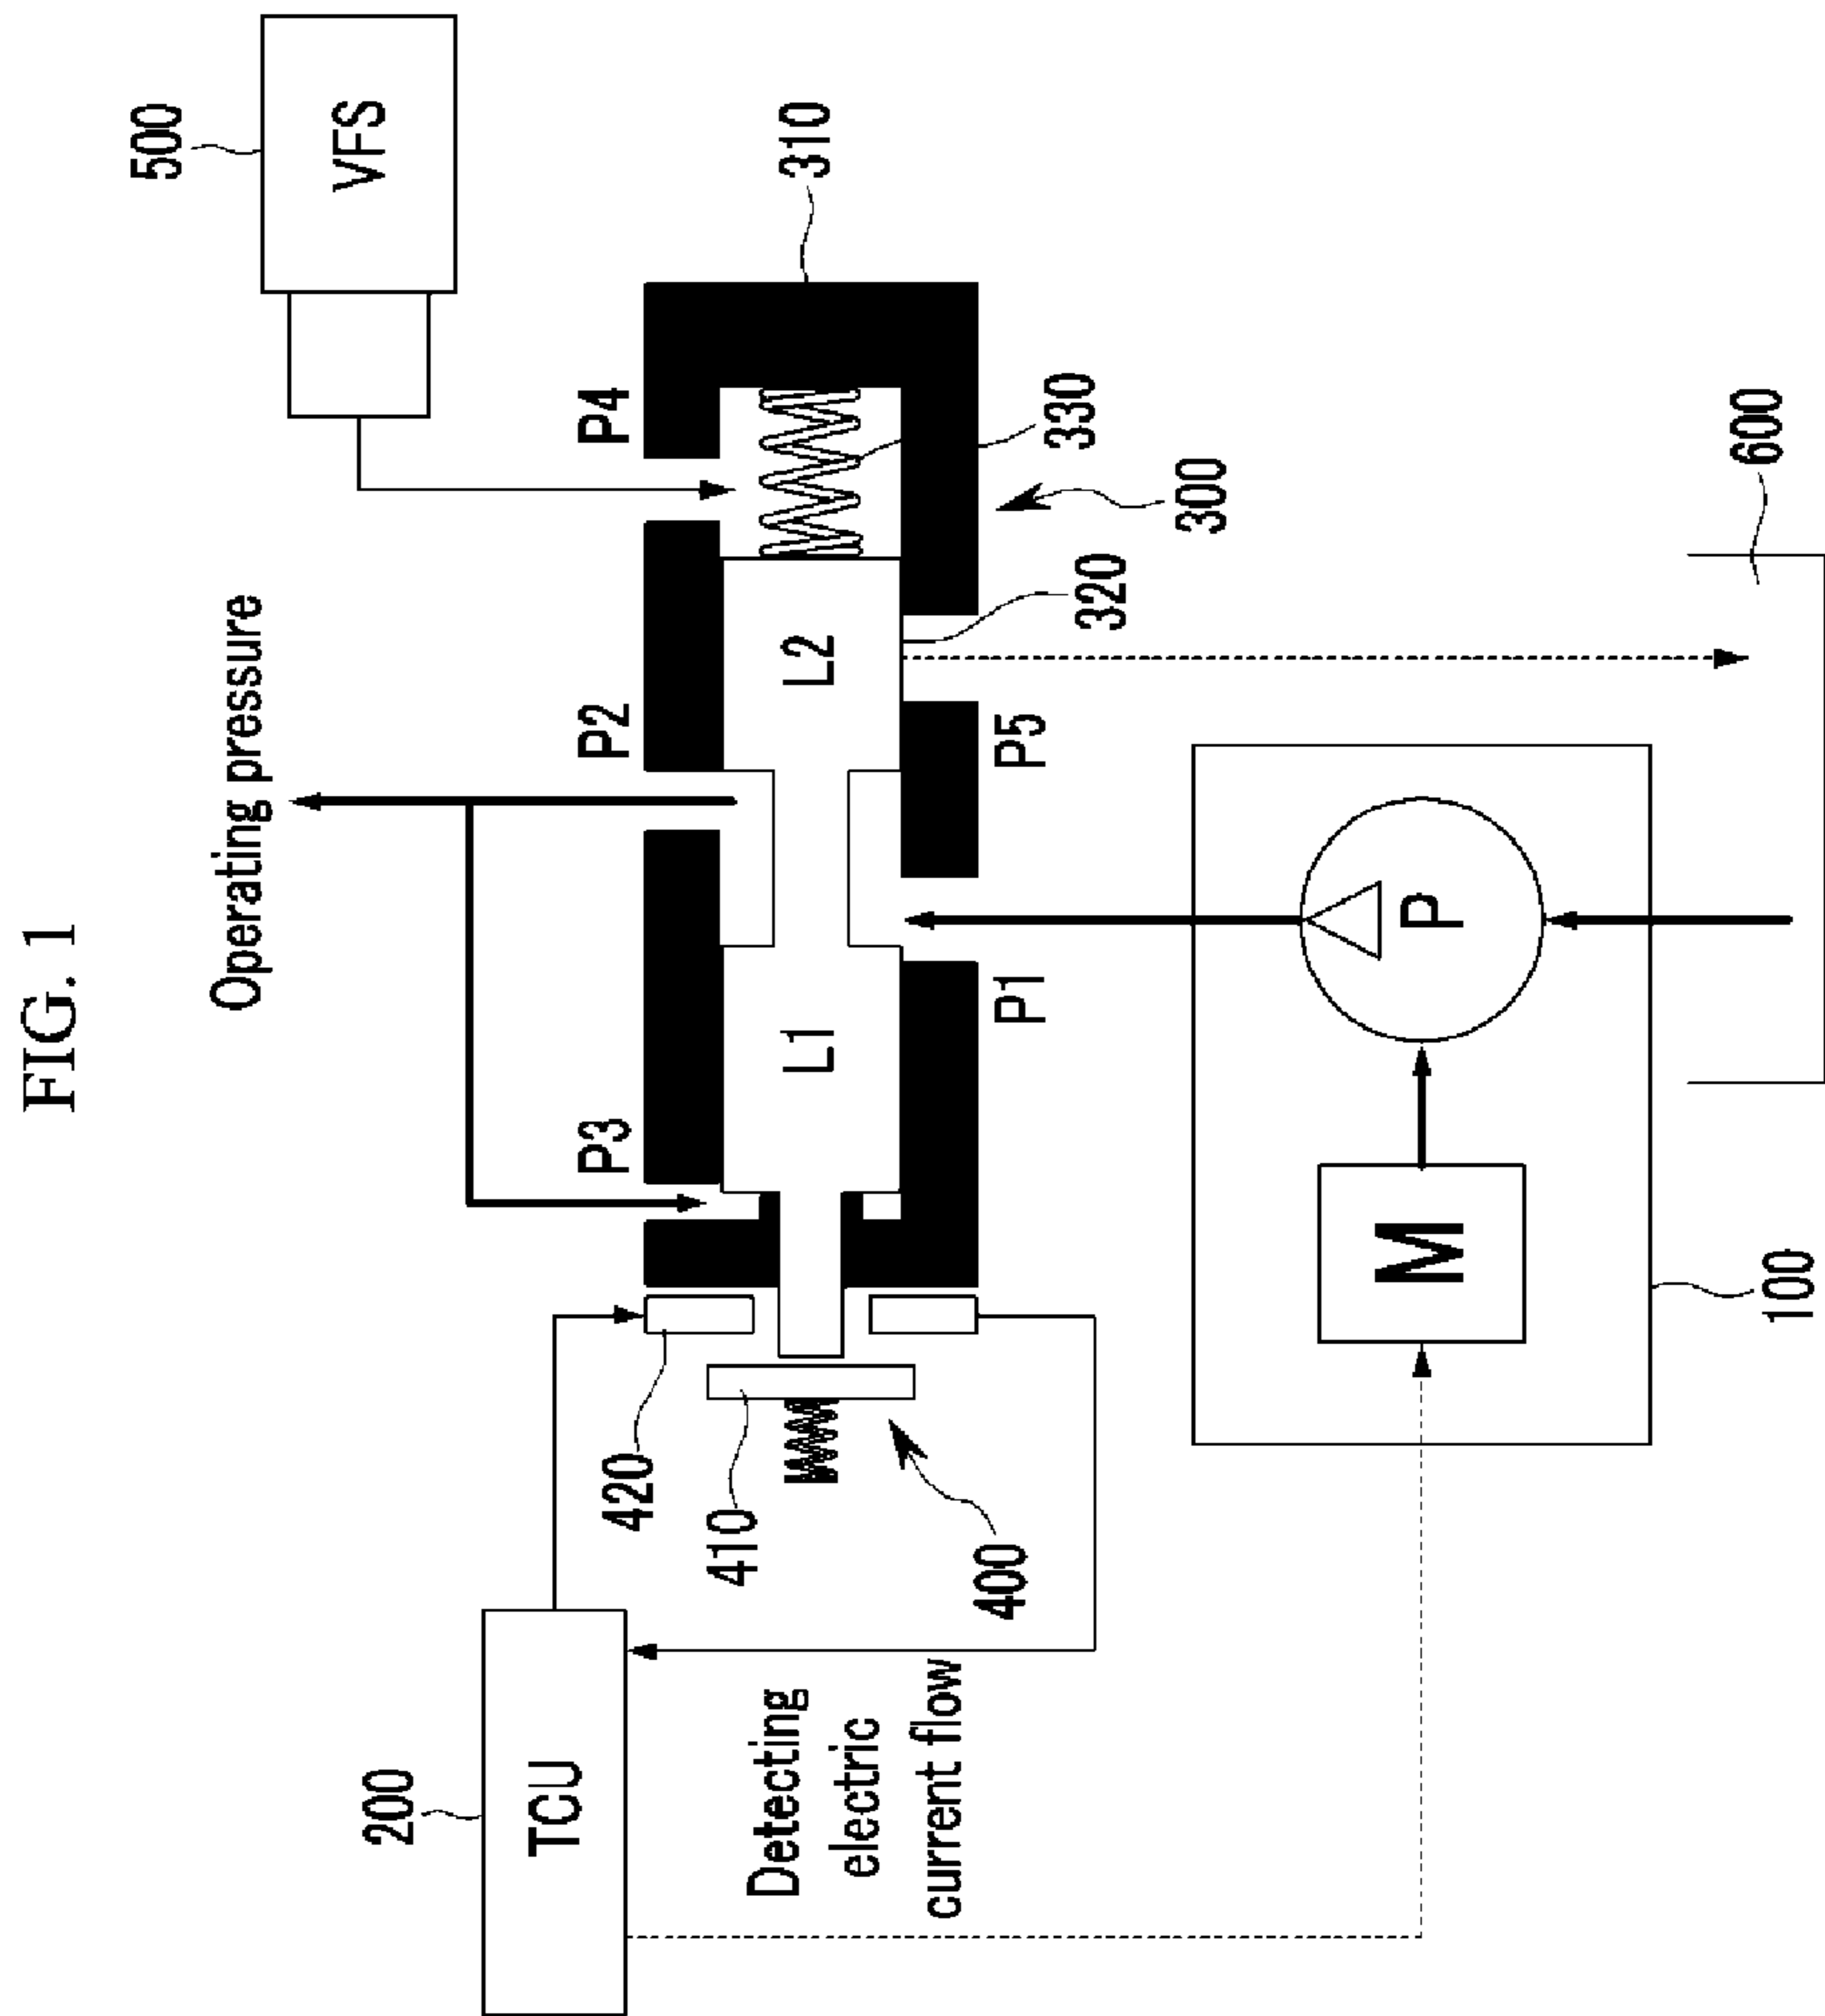 FIG. 1
Operating pressure
500
VFS
P3
P2
P4
310
200
TCU
420
410
L1
L2
400
P1
P5
330
300
320
Detecting
electric
current flow
M
P
100
600